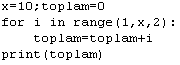 x=10;toplam=0
for i in range(1,x,2):
    toplam=toplam+i
print(toplam)